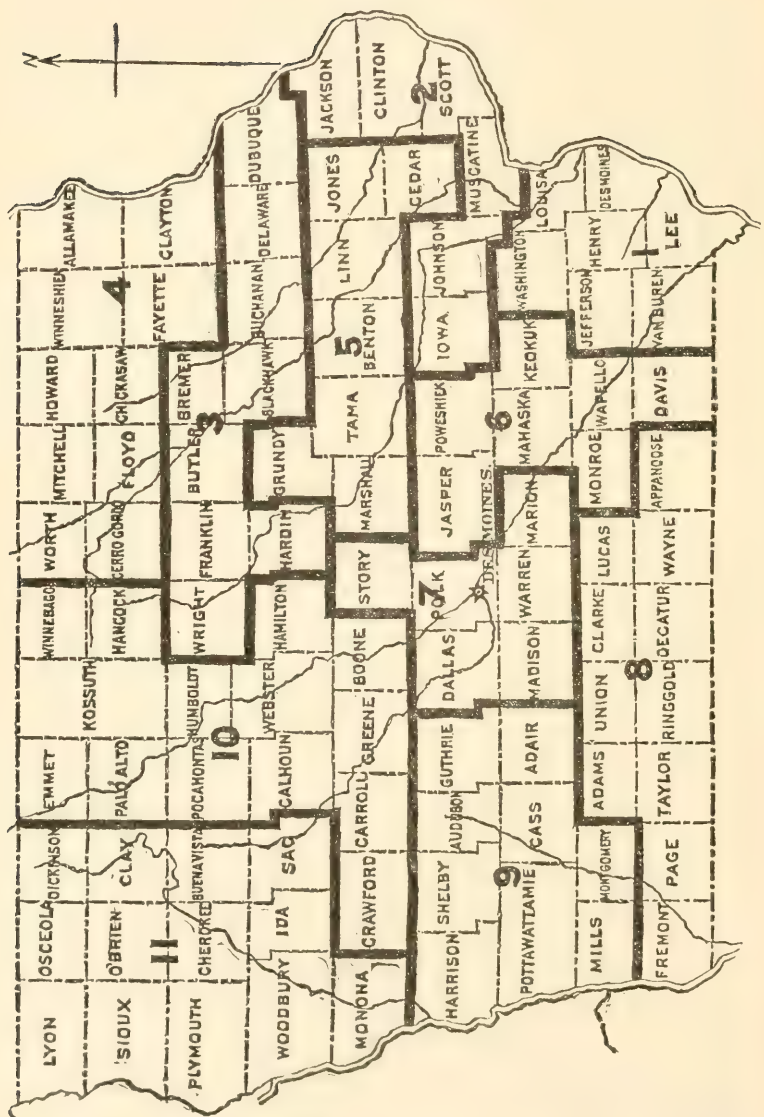 N
LYON
OSCEOLA
DICKINSON
EMMET
KOSSUTH
WINNEBAGO
WORTH
MITCHELL
HOWARD
WINNESHIEK
ALLAMAKEE
SIOUX
O'BRIEN
CLAY
PALO ALTO
HANCOCK
CERRO GORDO
FLOYD
CHICKASAW
4
11
PLYMOUTH
CHEROKEE
BUENAVISTA
POCAHONTAS
HUMBOLDT
WRIGHT
FRANKLIN
BUTLER
BREMER
FAYETTE
CLAYTON
10
3
WOODBURY
IDA
SAC
CALHOUN
WEBSTER
HAMILTON
HARDIN
GRUNDY
BLACKHAWK
BUCHANAN
DELAWARE
DUBUQUE
MONONA
CRAWFORD
CARROLL
GREENE
BOONE
STORY
MARSHALL
TAMA
BENTON
LINN
JONES
JACKSON
5
CLINTON
HARRISON
SHELBY
AUDOBON
GUTHRIE
DALLAS
POLK
JASPER
POWESHIEK
IOWA
JOHNSON
CEDAR
SCOTT
7
2
DES MOINES
MUSCATINE
POTTAWATTAMIE
CASS
ADAIR
MADISON
WARREN
MARION
MAHASKA
KEOKUK
WASHINGTON
LOUISA
9
6
MILLS
MONTGOMERY
ADAMS
UNION
CLARKE
LUCAS
MONROE
WAPELLO
JEFFERSON
HENRY
DESMOINES
FREMONT
PAGE
TAYLOR
RINGGOLD
DECATUR
WAYNE
APPANOOSE
DAVIS
VAN BUREN
LEE
8
1